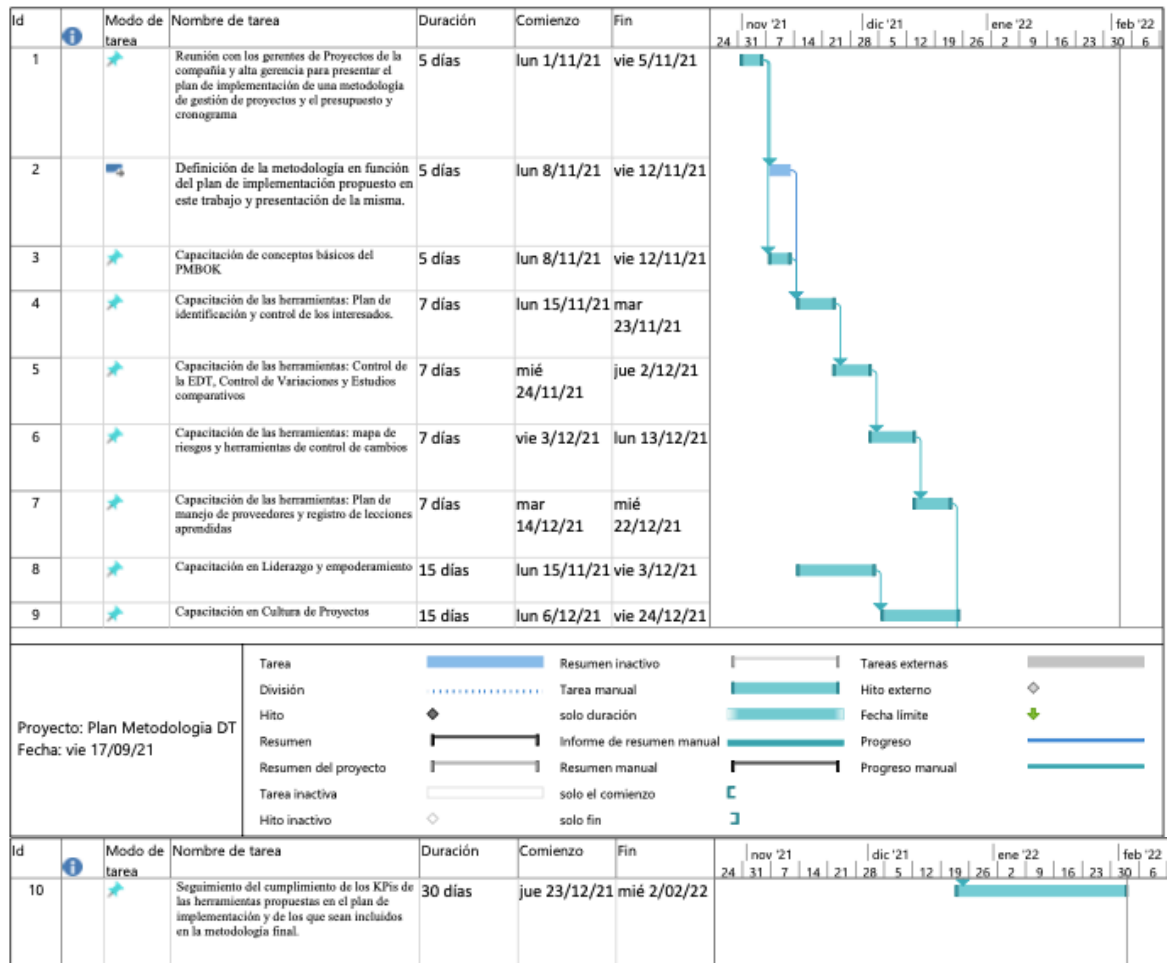 Id Modo de tarea Nombre de tarea Duración Comienzo Fin
nov '21 dic '21 ene '22 feb '22
24 31 7 14 21 28 5 12 19 26 2 9 16 23 30 6
1 Reunión con los gerentes de Proyectos de la 5 días lun 1/11/21 vie 5/11/21
compañía y alta gerencia para presentar el
plan de implementación de una metodología
de gestión de proyectos y el presupuesto y
cronograma
2 Definición de la metodología en función 5 días lun 8/11/21 vie 12/11/21
del plan de implementación propuesto en
este trabajo y presentación de la misma.
3 Capacitación de conceptos básicos del 5 días lun 8/11/21 vie 12/11/21
PMBOK
4 Capacitación de las herramientas: Plan de 7 días lun 15/11/21 mar
identificación y control de los interesados. 23/11/21
5 Capacitación de las herramientas: Control de 7 días mié jue 2/12/21
la EDT, Control de Variaciones y Estudios 24/11/21
comparativos
6 Capacitación de las herramientas: mapa de 7 días vie 3/12/21 lun 13/12/21
riesgos y herramientas de control de cambios
7 Capacitación de las herramientas: Plan de 7 días mar mié
manejo de proveedores y registro de lecciones 14/12/21 22/12/21
aprendidas
8 Capacitación en Liderazgo y empoderamiento 15 días lun 15/11/21 vie 3/12/21
9 Capacitación en Cultura de Proyectos 15 días lun 6/12/21 vie 24/12/21
Proyecto: Plan Metodologia DT
Fecha: vie 17/09/21
Tarea Resumen inactivo Tareas externas
División Tarea manual Hito externo
Hito solo duración Fecha límite
Resumen Informe de resumen manual Progreso
Resumen del proyecto Resumen manual Progreso manual
Tarea inactiva solo el comienzo
Hito inactivo solo fin
Id Modo de tarea Nombre de tarea Duración Comienzo Fin
nov '21 dic '21 ene '22 feb '22
24 31 7 14 21 28 5 12 19 26 2 9 16 23 30 6
10 Seguimiento del cumplimiento de los KPis de 30 días jue 23/12/21 mié 2/02/22
las herramientas propuestas en el plan de
implementación y de los que sean incluidos
en la metodología final.